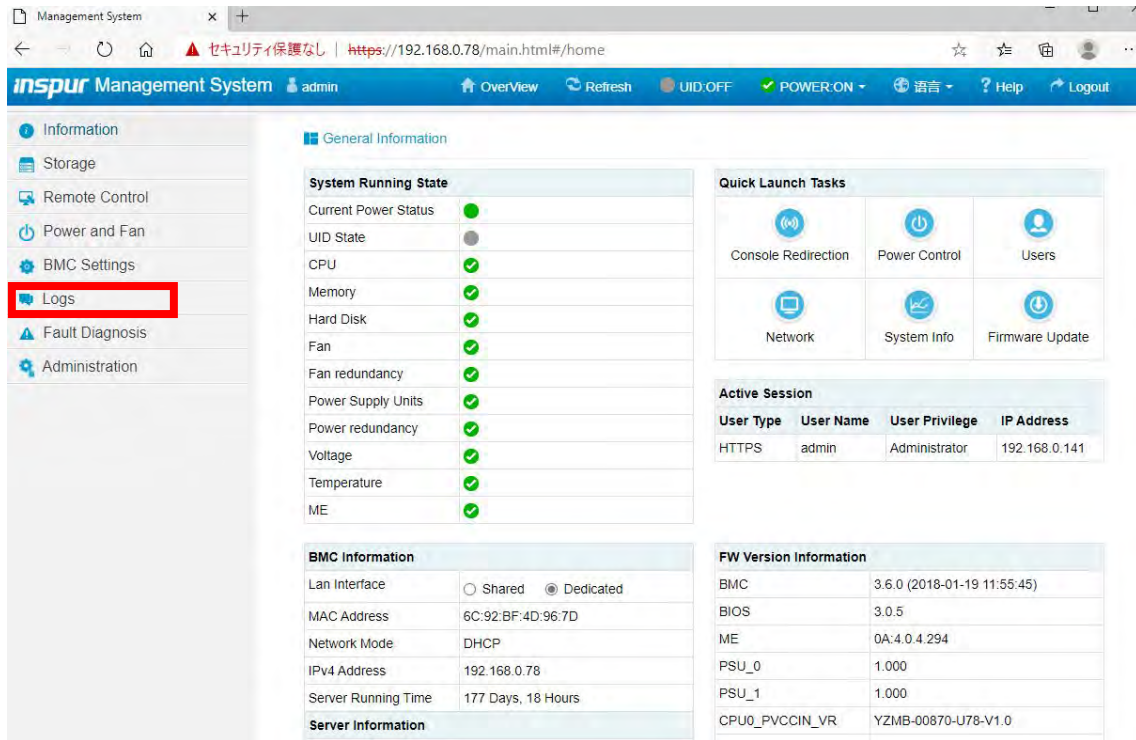 Management System
セキュリティ保護なし | https://192.168.0.78/main.html#/home
inspur Management System admin OverView Refresh UID:OFF POWER:ON 语言 Help Logout
Information
Storage
Remote Control
Power and Fan
BMC Settings
Logs
Fault Diagnosis
Administration
General Information
System Running State
Current Power Status
UID State
CPU
Memory
Hard Disk
Fan
Fan redundancy
Power Supply Units
Power redundancy
Voltage
Temperature
ME
Quick Launch Tasks
Console Redirection Power Control Users
Network System Info Firmware Update
Active Session
User Type User Name User Privilege IP Address
HTTPS admin Administrator 192.168.0.141
BMC Information
Lan Interface Shared Dedicated
MAC Address 6C:92:BF:4D:96:7D
Network Mode DHCP
IPv4 Address 192.168.0.78
Server Running Time 177 Days, 18 Hours
Server Information
FW Version Information
BMC 3.6.0 (2018-01-19 11:55:45)
BIOS 3.0.5
ME 0A:4.0.4.294
PSU_0 1.000
PSU_1 1.000
CPU0_PVCCIN_VR YZMB-00870-U78-V1.0